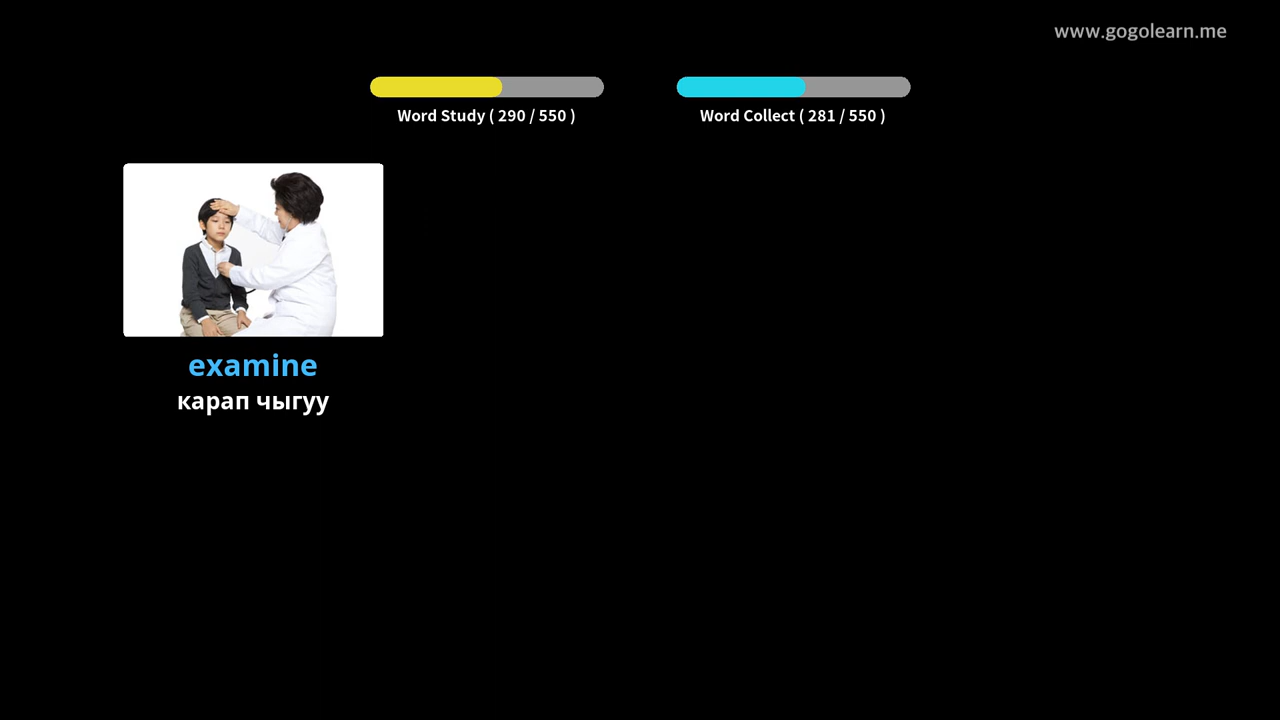 www.gogolearn.me
Word Study ( 290 / 550 )
Word Collect ( 281 / 550 )
examine
карап чыгуу